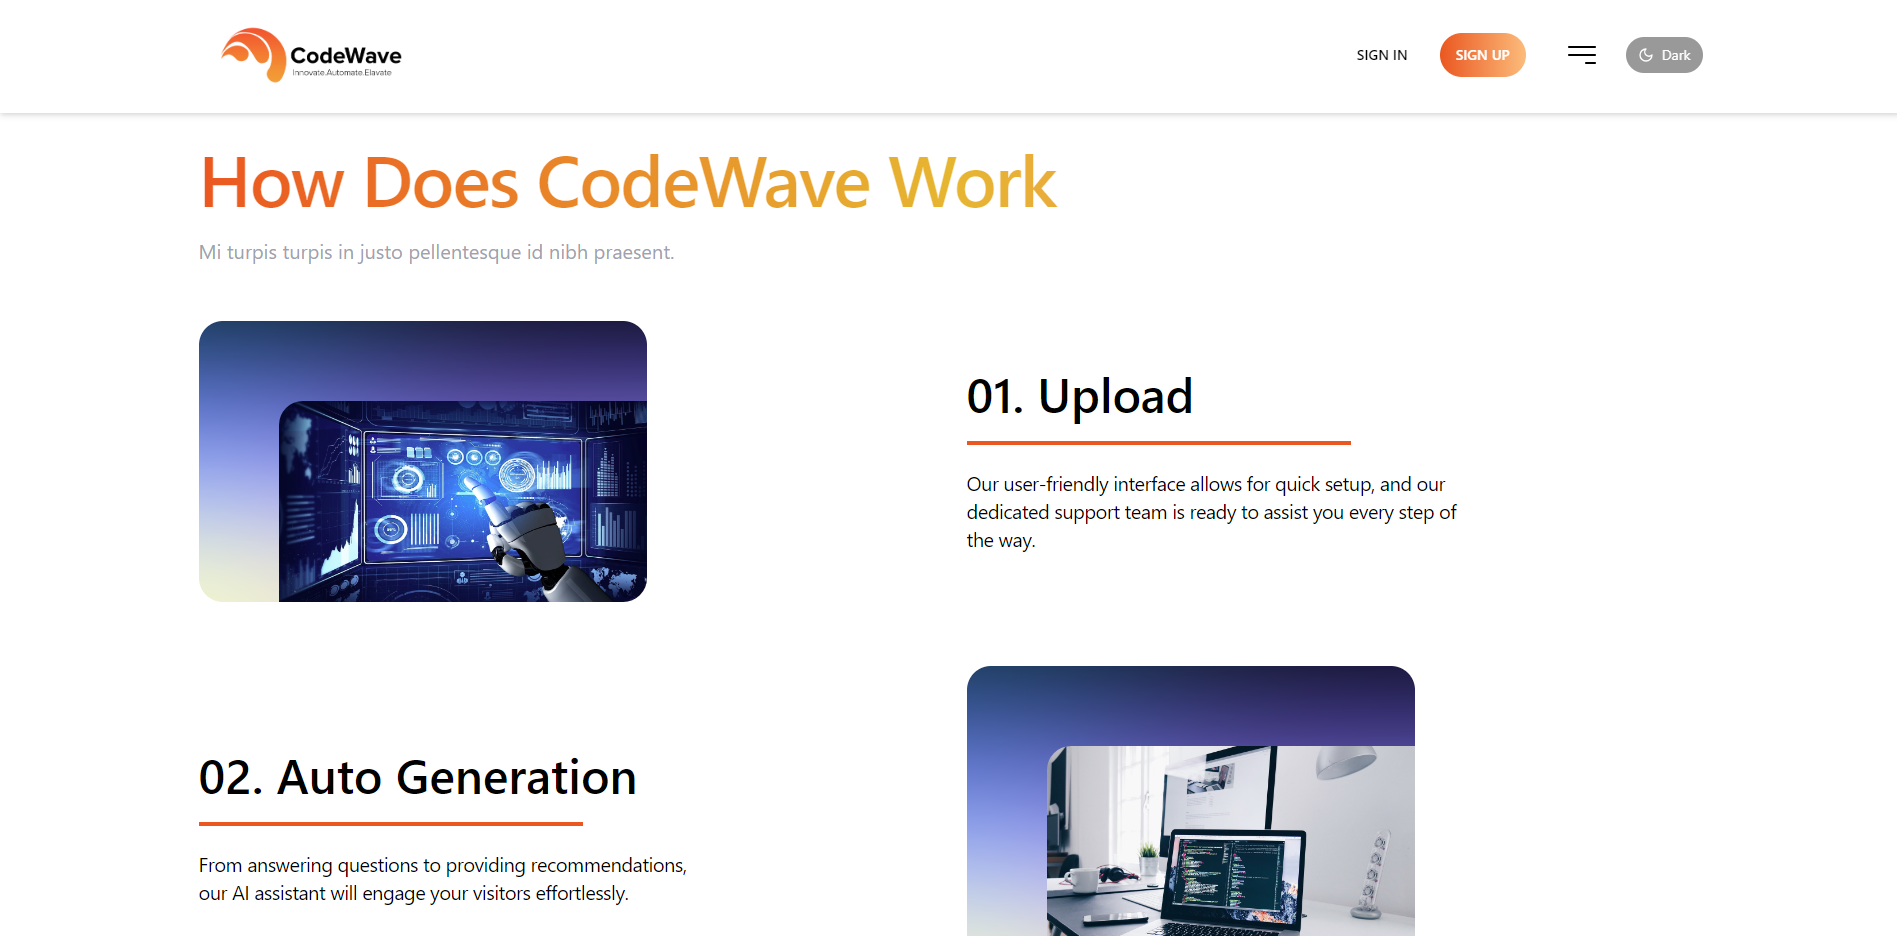 CodeWave
Innovate.Automate.Elavate
SIGN IN
SIGN UP
Dark
How Does CodeWave Work
Mi turpis turpis in justo pellentesque id nibh praesent.
01. Upload
Our user-friendly interface allows for quick setup, and our
dedicated support team is ready to assist you every step of
the way.
02. Auto Generation
From answering questions to providing recommendations,
our AI assistant will engage your visitors effortlessly.